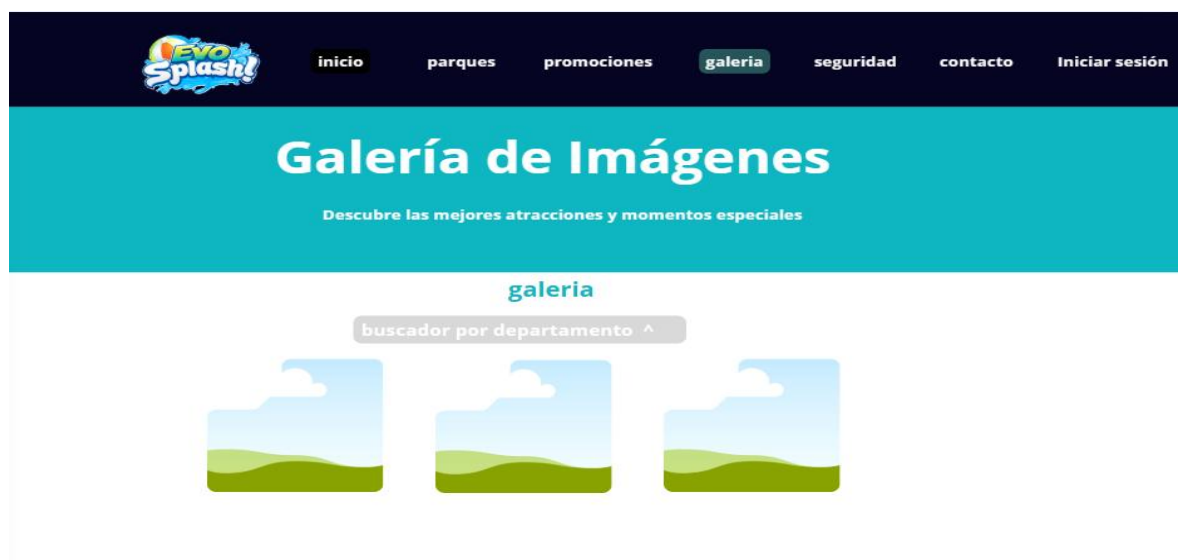 EVO
Splash!
inicio parques promociones galeria seguridad contacto Iniciar sesión
Galería de Imágenes
Descubre las mejores atracciones y momentos especiales
galeria
buscador por departamento ^